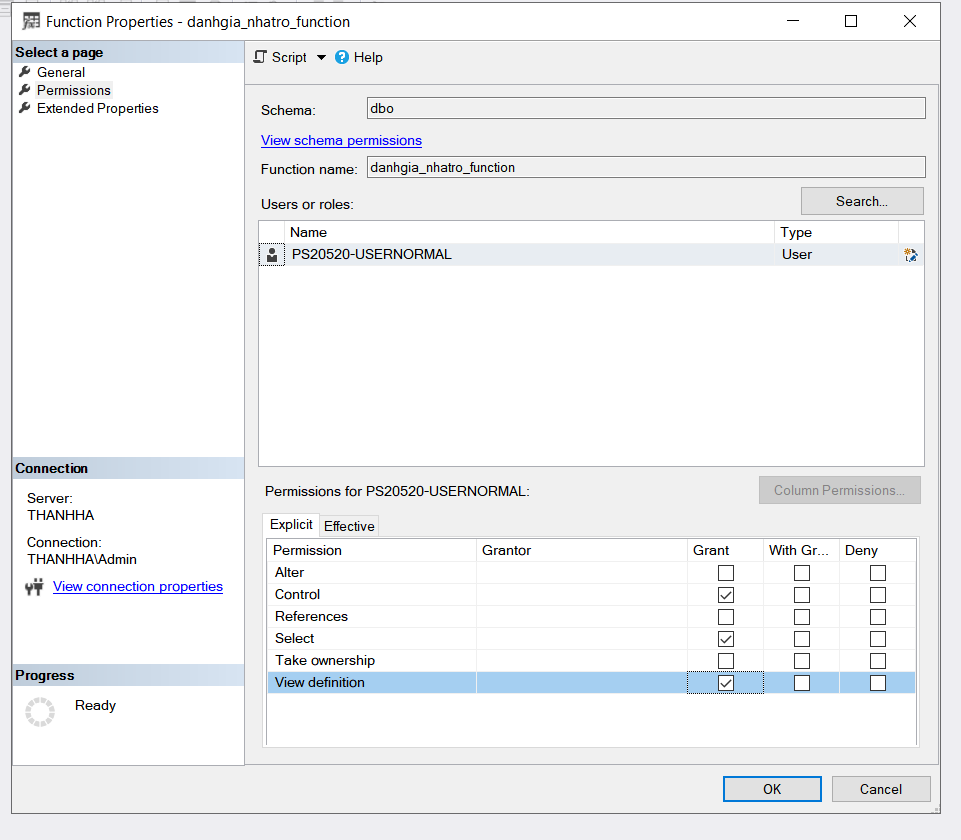 Function Properties - danhgia_nhatro_function
Select a page
General
Permissions
Extended Properties
Script
Help
Schema:
dbo
View schema permissions
Function name:
danhgia_nhatro_function
Users or roles:
Search...
Name Type
PS20520-USERNORMAL User
Connection
Server:
THANHHA
Connection:
THANHHA\Admin
View connection properties
Progress
Ready
Permissions for PS20520-USERNORMAL:
Column Permissions...
Explicit Effective
Permission Grantor Grant With Gr... Deny
Alter
Control
References
Select
Take ownership
View definition
OK Cancel